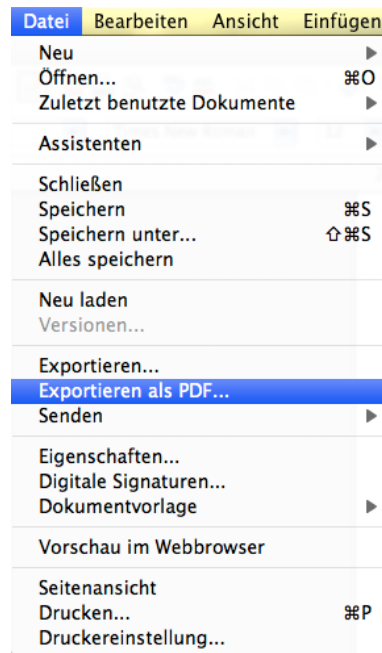 Datei Bearbeiten Ansicht Einfügen
Neu
Öffnen... ⌘O
Zuletzt benutzte Dokumente
Assistenten
Schließen
Speichern ⌘S
Speichern unter... ⇧⌘S
Alles speichern
Neu laden
Versionen...
Exportieren...
Exportieren als PDF...
Senden
Eigenschaften...
Digitale Signaturen...
Dokumentvorlage
Vorschau im Webbrowser
Seitenansicht
Drucken... ⌘P
Druckereinstellung...